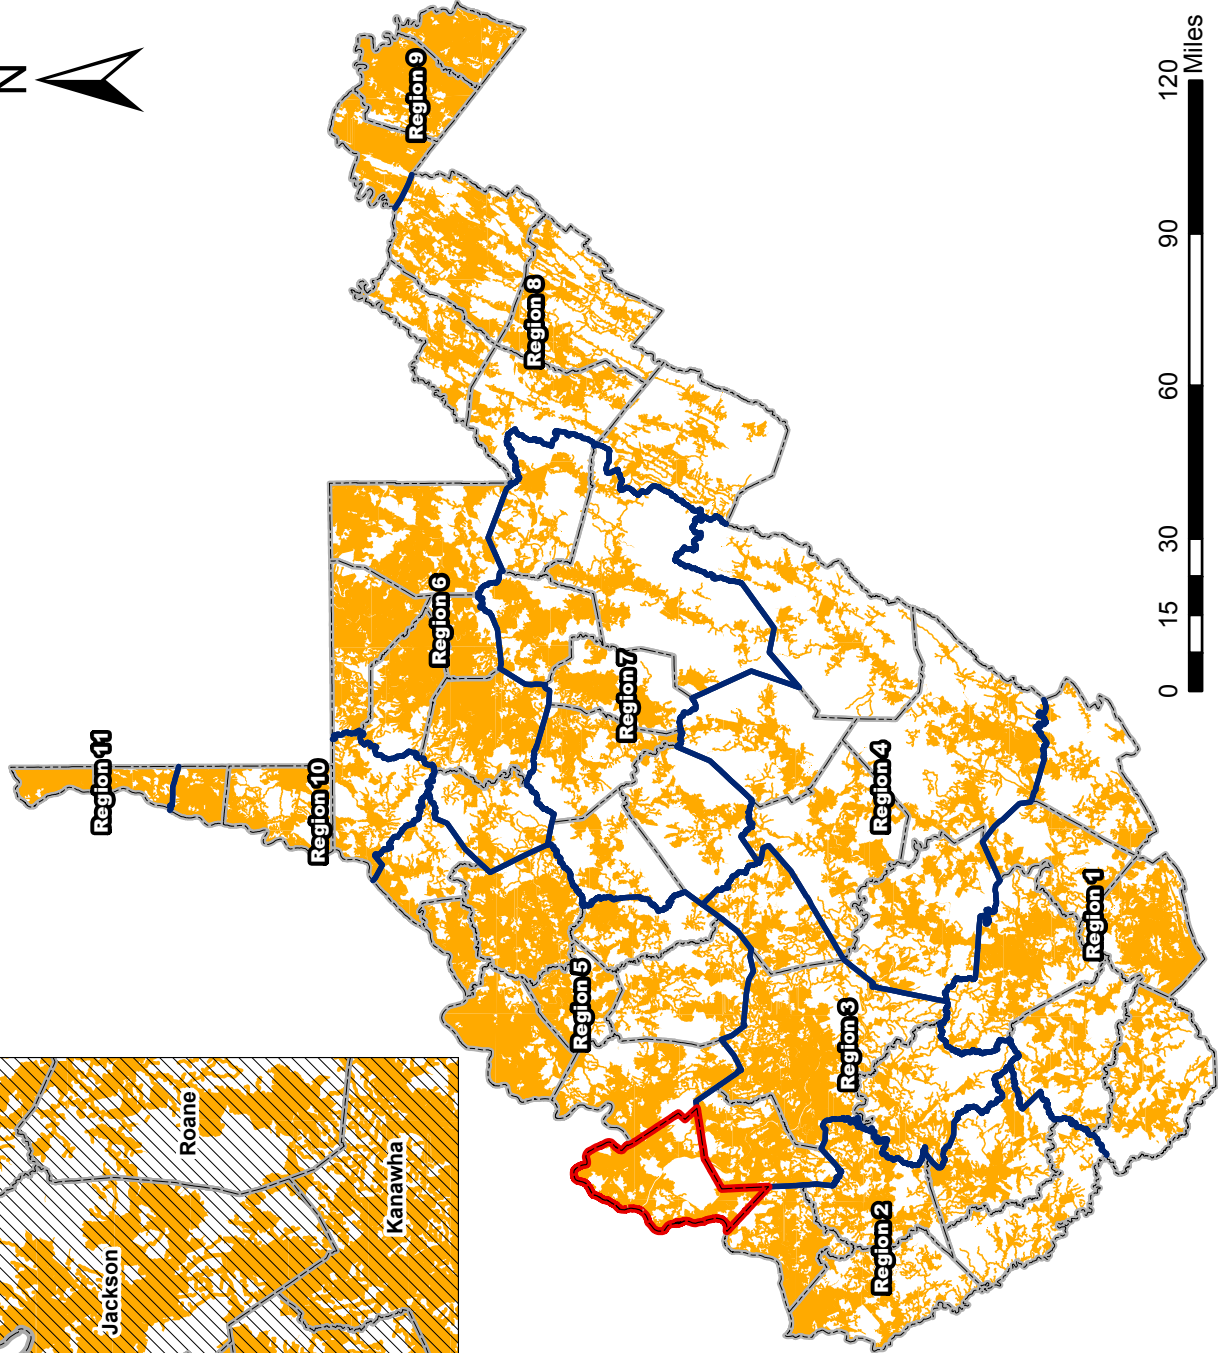 N
Region 9
Region 8
Region 6
Region 7
Region 11
Region 10
Region 4
Region 5
Region 1
Region 3
Region 2
Roane
Jackson
Kanawha
0 15 30 60 90 120
Miles